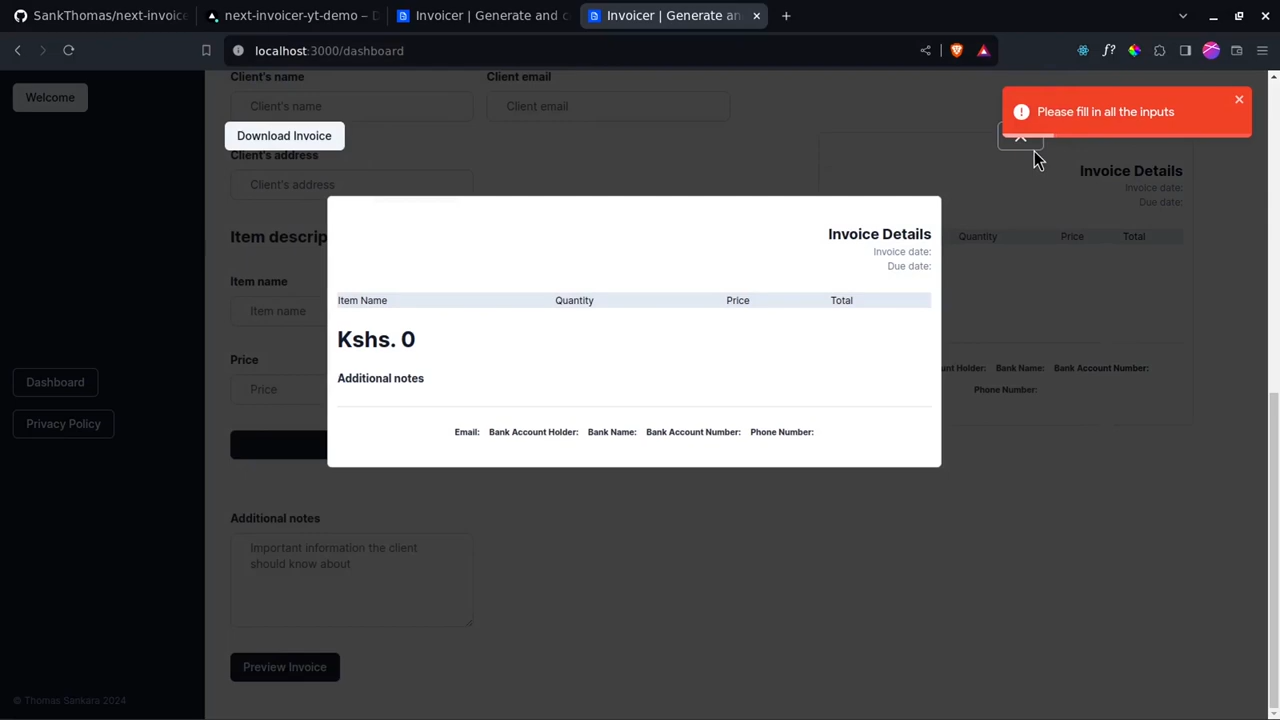 SankThomas/next-invoice
next-invoicer-yt-demo – D
Invoicer | Generate and c
Invoicer | Generate an
localhost:3000/dashboard
Welcome
Client's name
Client email
Client's name
Client email
Please fill in all the inputs
Download Invoice
Client's address
Client's address
Invoice Details
Invoice date:
Due date:
Quantity
Price
Total
Invoice Details
Invoice date:
Due date:
Item descrip
Item name
Item name
Item Name
Quantity
Price
Total
Kshs. 0
Additional notes
Price
Price
Email:
Bank Account Holder:
Bank Name:
Bank Account Number:
Phone Number:
unt Holder:
Bank Name:
Bank Account Number:
Phone Number:
Dashboard
Privacy Policy
Additional notes
Important information the client
should know about
Preview Invoice
© Thomas Sankara 2024